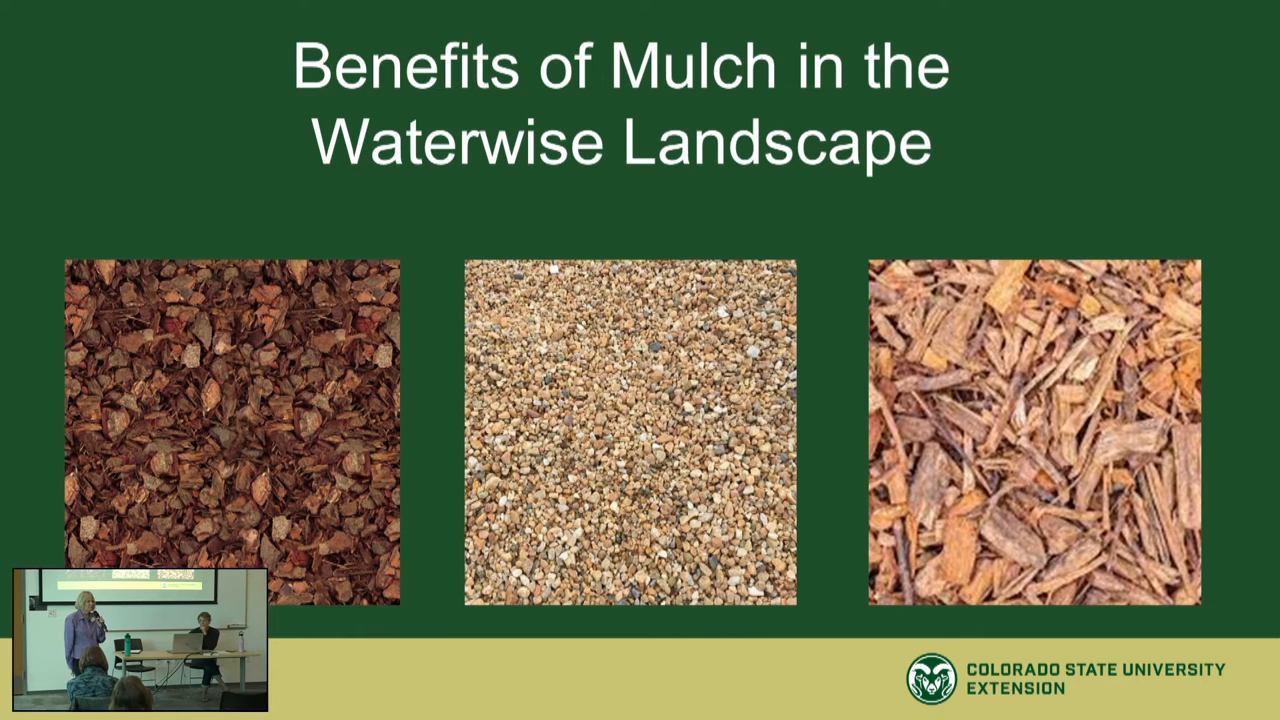 Benefits of Mulch in the
Waterwise Landscape
COLORADO STATE UNIVERSITY
EXTENSION